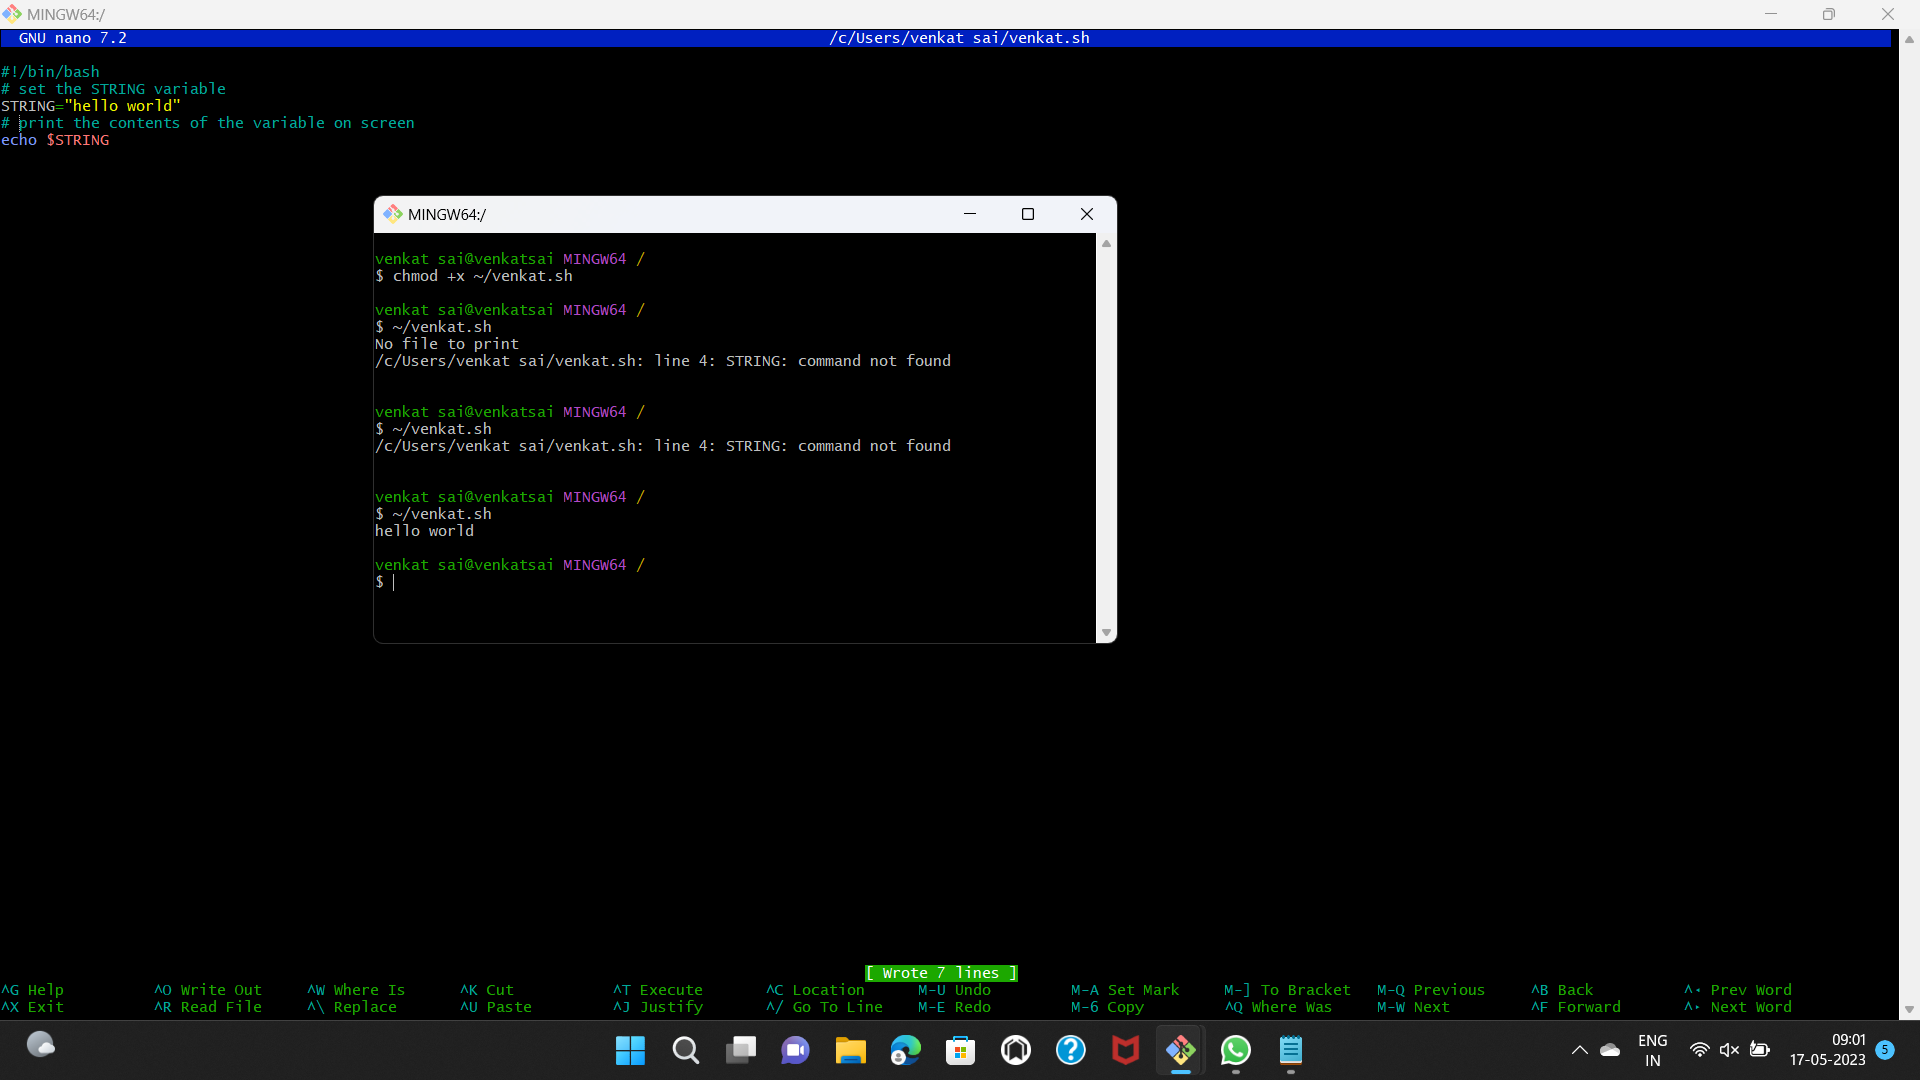 MINGW64:/
GNU nano 7.2 /c/Users/venkat sai/venkat.sh
#!/bin/bash
# set the STRING variable
STRING="hello world"
# print the contents of the variable on screen
echo $STRING
MINGW64:/
venkat sai@venkatsai MINGW64 /
$ chmod +x ~/venkat.sh
venkat sai@venkatsai MINGW64 /
$ ~/venkat.sh
No file to print
/c/Users/venkat sai/venkat.sh: line 4: STRING: command not found
venkat sai@venkatsai MINGW64 /
$ ~/venkat.sh
/c/Users/venkat sai/venkat.sh: line 4: STRING: command not found
venkat sai@venkatsai MINGW64 /
$ ~/venkat.sh
hello world
venkat sai@venkatsai MINGW64 /
$
[ Wrote 7 lines ]
^G Help ^O Write Out ^W Where Is ^K Cut ^T Execute ^C Location M-U Undo M-A Set Mark M-] To Bracket M-Q Previous ^B Back ^◂ Prev Word
^X Exit ^R Read File ^\ Replace ^U Paste ^J Justify ^/ Go To Line M-E Redo M-6 Copy ^Q Where Was M-W Next ^F Forward ^▸ Next Word
ENG
IN
09:01
17-05-2023
5